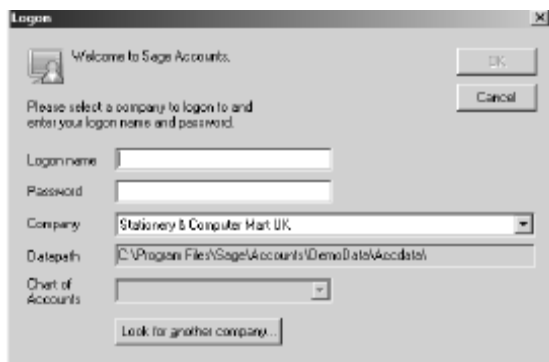 Logon
Welcome to Sage Accounts.
OK
Please select a company to logon to and
enter your logon name and password.
Cancel
Logon name
Password
Company
Stationery & Computer Mart UK
Datapath
C:\Program Files\Sage\Accounts\DemoData\Accdata\
Chart of
Accounts
Look for another company...